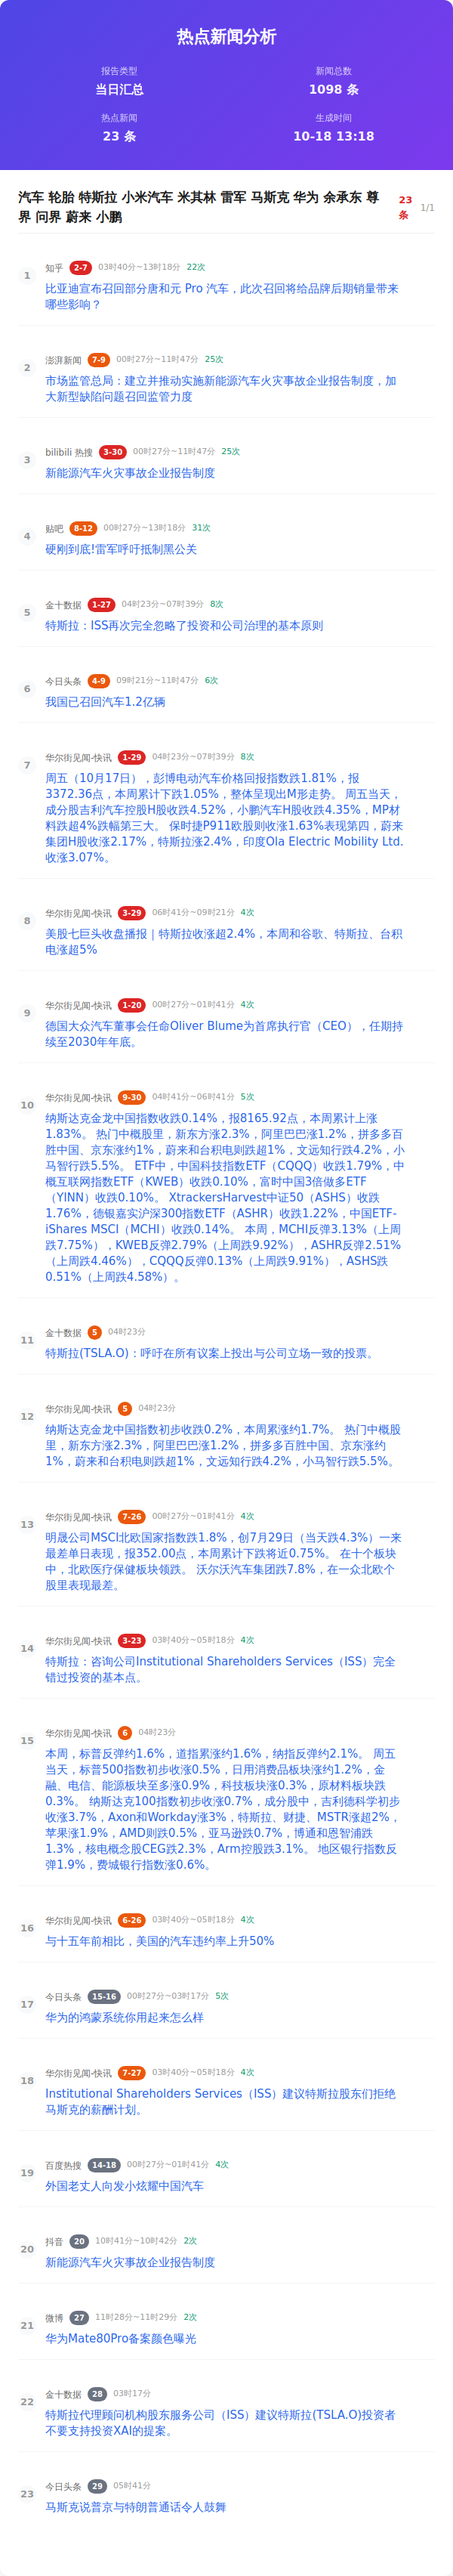 热点新闻分析
报告类型
当日汇总
新闻总数
1098 条
热点新闻
23 条
生成时间
10-18 13:18
汽车 轮胎 特斯拉 小米汽车 米其林 雷军 马斯克 华为 余承东 尊
界 问界 蔚来 小鹏
23
条
1/1
1
知乎 2-7 03时40分~13时18分 22次
比亚迪宣布召回部分唐和元 Pro 汽车，此次召回将给品牌后期销量带来
哪些影响？
2
澎湃新闻 7-9 00时27分~11时47分 25次
市场监管总局：建立并推动实施新能源汽车火灾事故企业报告制度，加
大新型缺陷问题召回监管力度
3
bilibili 热搜 3-30 00时27分~11时47分 25次
新能源汽车火灾事故企业报告制度
4
贴吧 8-12 00时27分~13时18分 31次
硬刚到底!雷军呼吁抵制黑公关
5
金十数据 1-27 04时23分~07时39分 8次
特斯拉：ISS再次完全忽略了投资和公司治理的基本原则
6
今日头条 4-9 09时21分~11时47分 6次
我国已召回汽车1.2亿辆
7
华尔街见闻-快讯 1-29 04时23分~07时39分 8次
周五（10月17日），彭博电动汽车价格回报指数跌1.81%，报
3372.36点，本周累计下跌1.05%，整体呈现出M形走势。 周五当天，
成分股吉利汽车控股H股收跌4.52%，小鹏汽车H股收跌4.35%，MP材
料跌超4%跌幅第三大。 保时捷P911欧股则收涨1.63%表现第四，蔚来
集团H股收涨2.17%，特斯拉涨2.4%，印度Ola Electric Mobility Ltd.
收涨3.07%。
8
华尔街见闻-快讯 3-29 06时41分~09时21分 4次
美股七巨头收盘播报｜特斯拉收涨超2.4%，本周和谷歌、特斯拉、台积
电涨超5%
9
华尔街见闻-快讯 1-20 00时27分~01时41分 4次
德国大众汽车董事会任命Oliver Blume为首席执行官（CEO），任期持
续至2030年年底。
10
华尔街见闻-快讯 9-30 04时41分~06时41分 5次
纳斯达克金龙中国指数收跌0.14%，报8165.92点，本周累计上涨
1.83%。 热门中概股里，新东方涨2.3%，阿里巴巴涨1.2%，拼多多百
胜中国、京东涨约1%，蔚来和台积电则跌超1%，文远知行跌4.2%，小
马智行跌5.5%。 ETF中，中国科技指数ETF（CQQQ）收跌1.79%，中
概互联网指数ETF（KWEB）收跌0.10%，富时中国3倍做多ETF
（YINN）收跌0.10%。 XtrackersHarvest中证50（ASHS）收跌
1.76%，德银嘉实沪深300指数ETF（ASHR）收跌1.22%，中国ETF-
iShares MSCI（MCHI）收跌0.14%。 本周，MCHI反弹3.13%（上周
跌7.75%），KWEB反弹2.79%（上周跌9.92%），ASHR反弹2.51%
（上周跌4.46%），CQQQ反弹0.13%（上周跌9.91%），ASHS跌
0.51%（上周跌4.58%）。
11
金十数据 5 04时23分
特斯拉(TSLA.O)：呼吁在所有议案上投出与公司立场一致的投票。
12
华尔街见闻-快讯 5 04时23分
纳斯达克金龙中国指数初步收跌0.2%，本周累涨约1.7%。 热门中概股
里，新东方涨2.3%，阿里巴巴涨1.2%，拼多多百胜中国、京东涨约
1%，蔚来和台积电则跌超1%，文远知行跌4.2%，小马智行跌5.5%。
13
华尔街见闻-快讯 7-26 00时27分~01时41分 4次
明晟公司MSCI北欧国家指数跌1.8%，创7月29日（当天跌4.3%）一来
最差单日表现，报352.00点，本周累计下跌将近0.75%。 在十个板块
中，北欧医疗保健板块领跌。 沃尔沃汽车集团跌7.8%，在一众北欧个
股里表现最差。
14
华尔街见闻-快讯 3-23 03时40分~05时18分 4次
特斯拉：咨询公司Institutional Shareholders Services（ISS）完全
错过投资的基本点。
15
华尔街见闻-快讯 6 04时23分
本周，标普反弹约1.6%，道指累涨约1.6%，纳指反弹约2.1%。 周五
当天，标普500指数初步收涨0.5%，日用消费品板块涨约1.2%，金
融、电信、能源板块至多涨0.9%，科技板块涨0.3%，原材料板块跌
0.3%。 纳斯达克100指数初步收涨0.7%，成分股中，吉利德科学初步
收涨3.7%，Axon和Workday涨3%，特斯拉、财捷、MSTR涨超2%，
苹果涨1.9%，AMD则跌0.5%，亚马逊跌0.7%，博通和恩智浦跌
1.3%，核电概念股CEG跌2.3%，Arm控股跌3.1%。 地区银行指数反
弹1.9%，费城银行指数涨0.6%。
16
华尔街见闻-快讯 6-26 03时40分~05时18分 4次
与十五年前相比，美国的汽车违约率上升50%
17
今日头条 15-16 00时27分~03时17分 5次
华为的鸿蒙系统你用起来怎么样
18
华尔街见闻-快讯 7-27 03时40分~05时18分 4次
Institutional Shareholders Services（ISS）建议特斯拉股东们拒绝
马斯克的薪酬计划。
19
百度热搜 14-18 00时27分~01时41分 4次
外国老丈人向发小炫耀中国汽车
20
抖音 20 10时41分~10时42分 2次
新能源汽车火灾事故企业报告制度
21
微博 27 11时28分~11时29分 2次
华为Mate80Pro备案颜色曝光
22
金十数据 28 03时17分
特斯拉代理顾问机构股东服务公司（ISS）建议特斯拉(TSLA.O)投资者
不要支持投资XAI的提案。
23
今日头条 29 05时41分
马斯克说普京与特朗普通话令人鼓舞